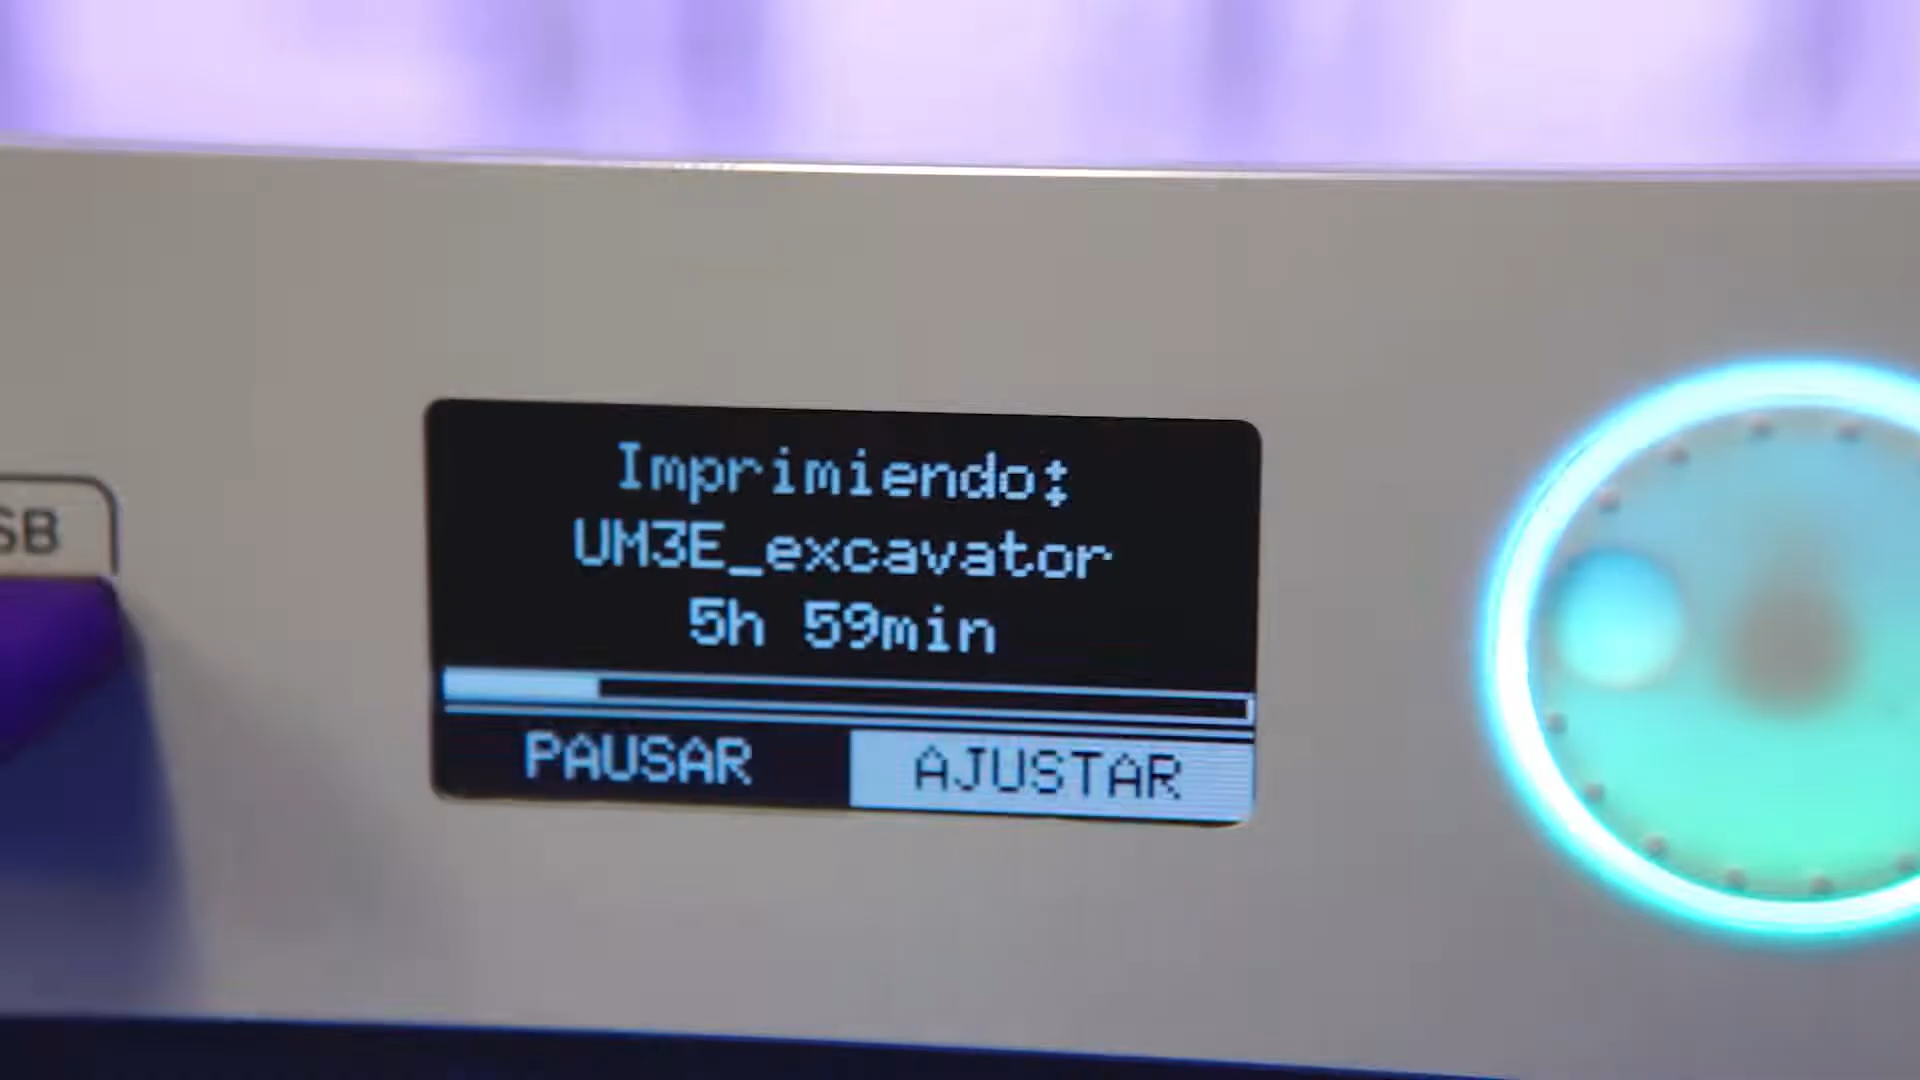 SB
Imprimiendo:
UM3E_excavator
5h 59min
PAUSAR
AJUSTAR